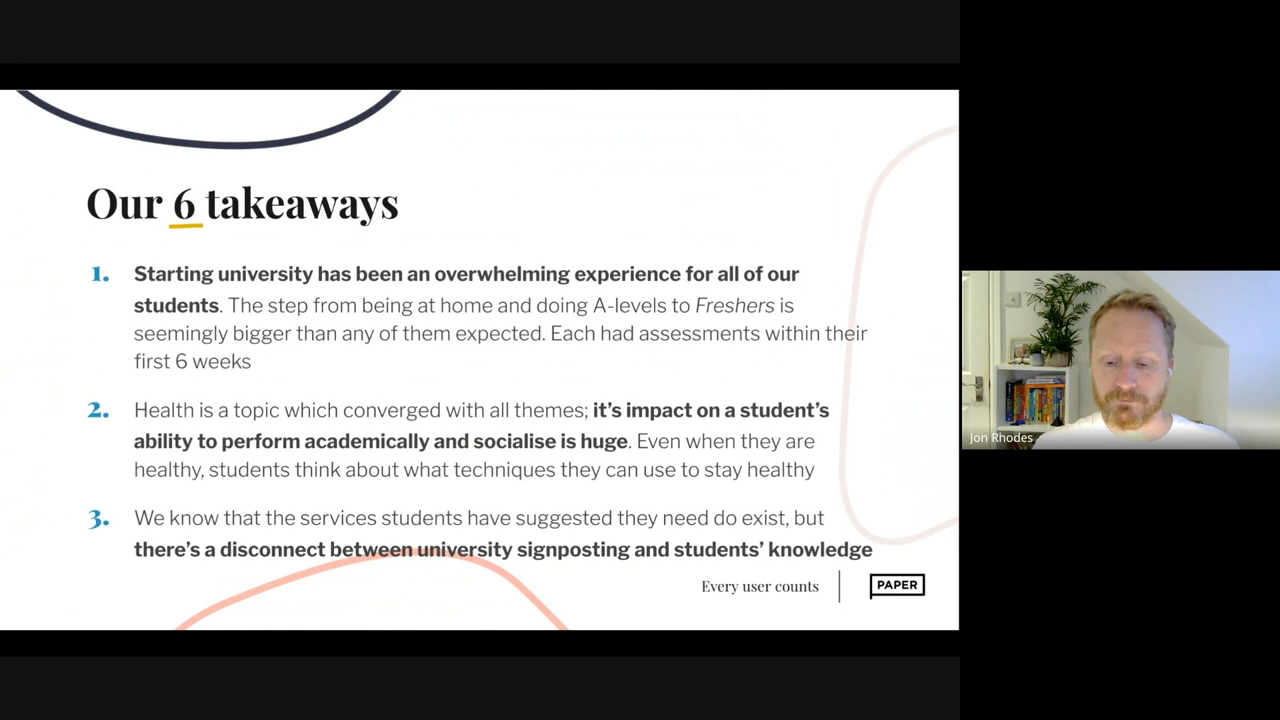 Our 6 takeaways
1. Starting university has been an overwhelming experience for all of our
students. The step from being at home and doing A-levels to Freshers is
seemingly bigger than any of them expected. Each had assessments within their
first 6 weeks
2. Health is a topic which converged with all themes; it's impact on a student's
ability to perform academically and socialise is huge. Even when they are
healthy, students think about what techniques they can use to stay healthy
3. We know that the services students have suggested they need do exist, but
there's a disconnect between university signposting and students' knowledge
Every user counts
PAPER
Jon Rhodes